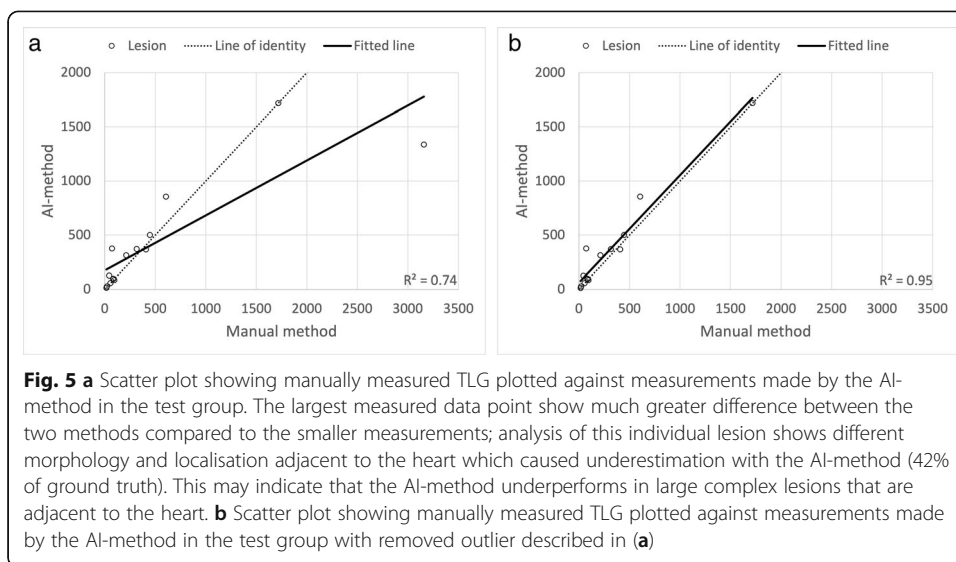 a
○ Lesion ········ Line of identity —— Fitted line
2000
1500
1000
500
0
AI-method
0 500 1000 1500 2000 2500 3000 3500
Manual method
R² = 0.74
b
○ Lesion ········ Line of identity —— Fitted line
2000
1500
1000
500
0
AI-method
0 500 1000 1500 2000 2500 3000 3500
Manual method
R² = 0.95
Fig. 5 a Scatter plot showing manually measured TLG plotted against measurements made by the AI-
method in the test group. The largest measured data point show much greater difference between the
two methods compared to the smaller measurements; analysis of this individual lesion shows different
morphology and localisation adjacent to the heart which caused underestimation with the AI-method (42%
of ground truth). This may indicate that the AI-method underperforms in large complex lesions that are
adjacent to the heart. b Scatter plot showing manually measured TLG plotted against measurements made
by the AI-method in the test group with removed outlier described in (a)